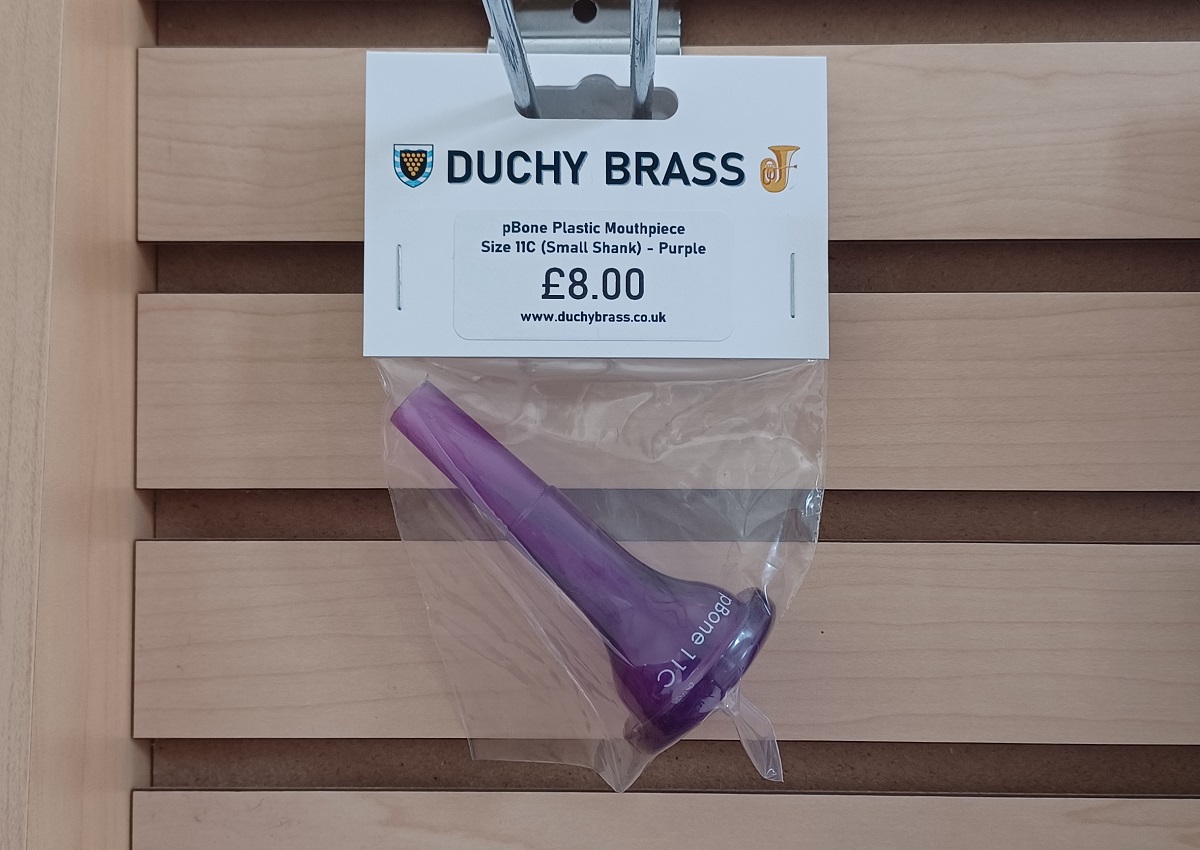 DUCHY BRASS
pBone Plastic Mouthpiece
Size 11C (Small Shank) - Purple
£8.00
www.duchybrass.co.uk
pBone 11C